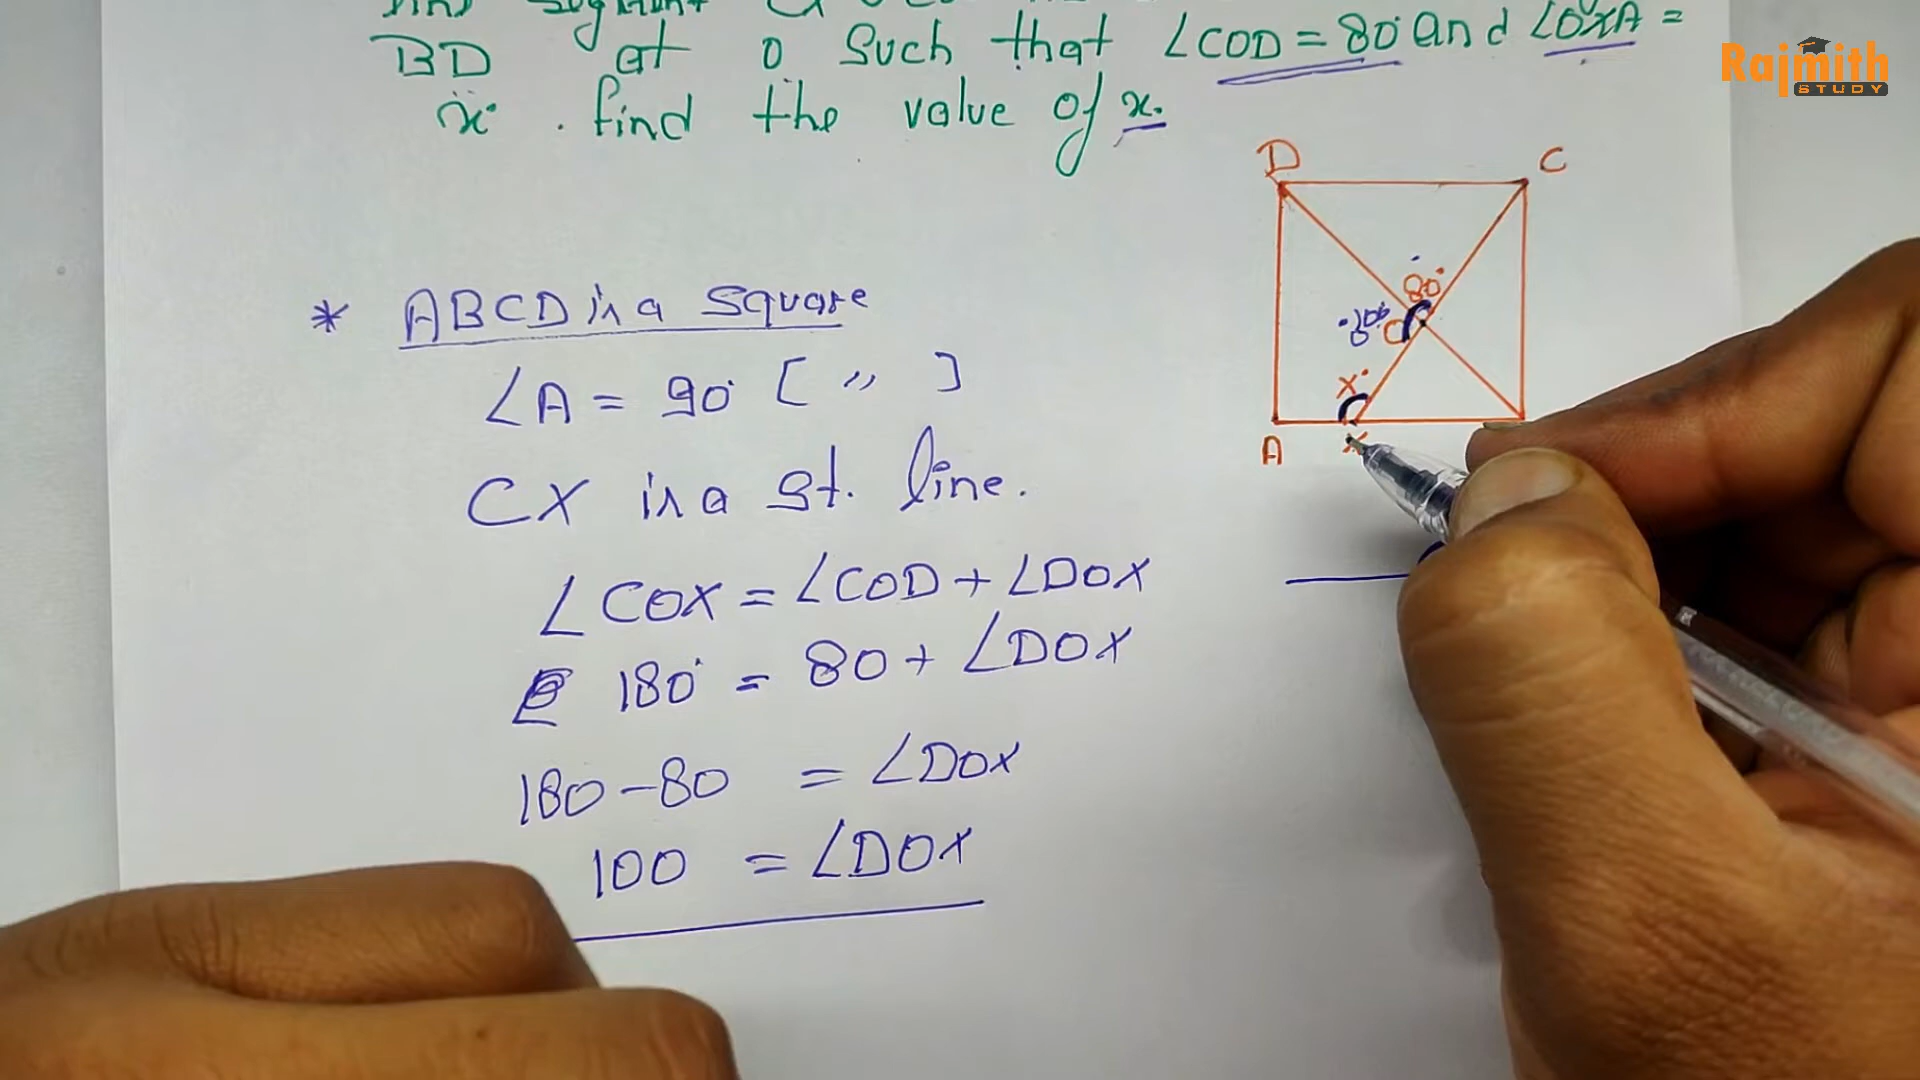 BD at O such that ∠COD = 80° and ∠OXA =
x°. find the value of x.
Rajmith
STUDY
D C
80°
x°
A X
* ABCD is a square
∠A = 90° [ " ]
CX is a st. line.
∠COX = ∠COD + ∠DOX
180° = 80 + ∠DOX
180 - 80 = ∠DOX
100 = ∠DOX